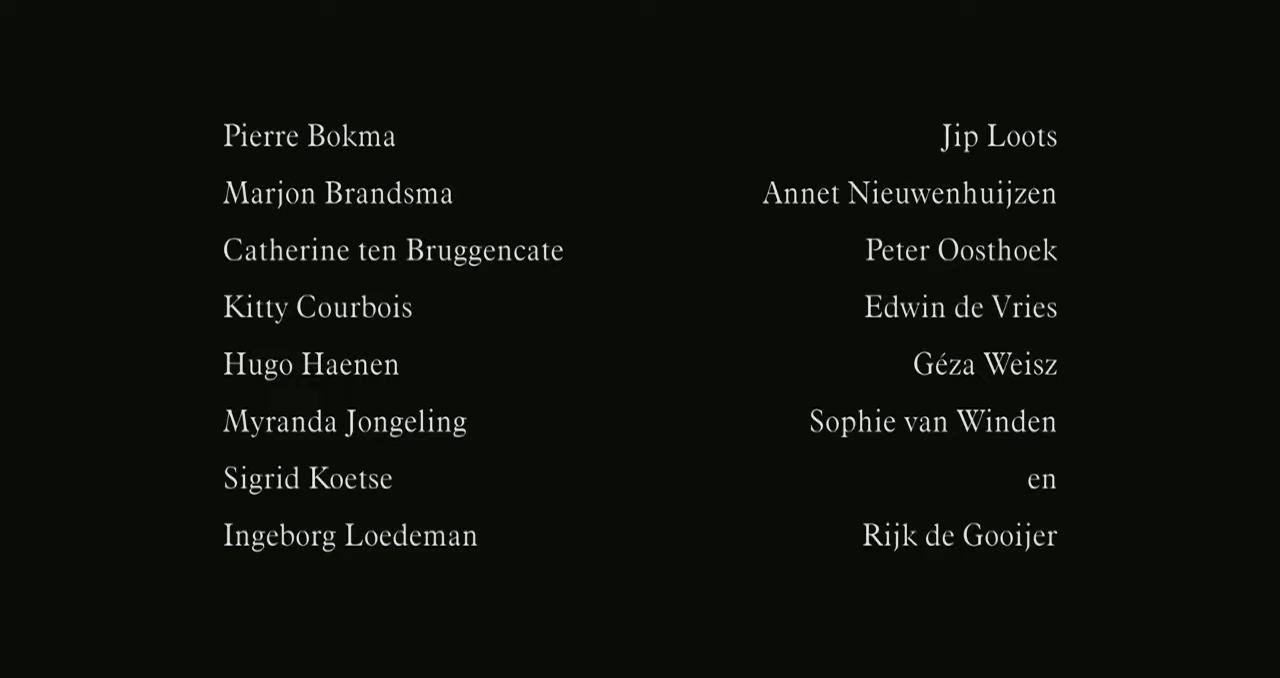 Pierre Bokma
Marjon Brandsma
Catherine ten Bruggencate
Kitty Courbois
Hugo Haenen
Myranda Jongeling
Sigrid Koetse
Ingeborg Loedeman
Jip Loots
Annet Nieuwenhuijzen
Peter Oosthoek
Edwin de Vries
Géza Weisz
Sophie van Winden
en
Rijk de Gooijer